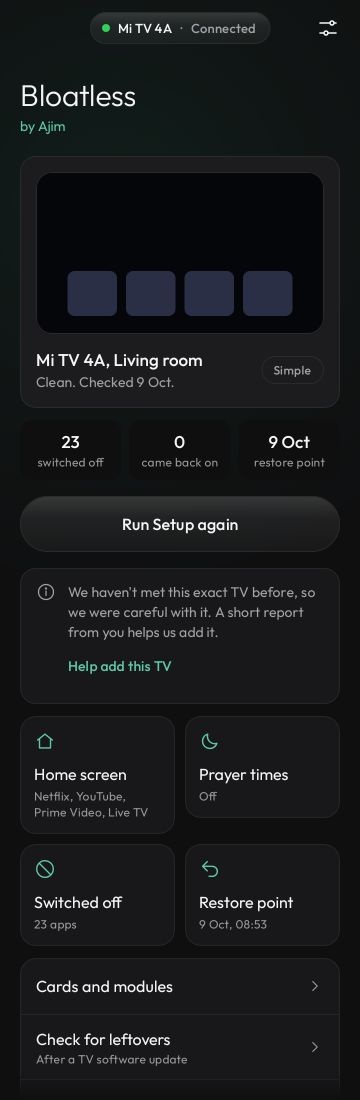 Mi TV 4A · Connected
Bloatless
by Ajim
Mi TV 4A, Living room
Clean. Checked 9 Oct.
Simple
23
switched off
0
came back on
9 Oct
restore point
Run Setup again
We haven't met this exact TV before, so
we were careful with it. A short report
from you helps us add it.
Help add this TV
Home screen
Netflix, YouTube,
Prime Video, Live TV
Prayer times
Off
Switched off
23 apps
Restore point
9 Oct, 08:53
Cards and modules
Check for leftovers
After a TV software update